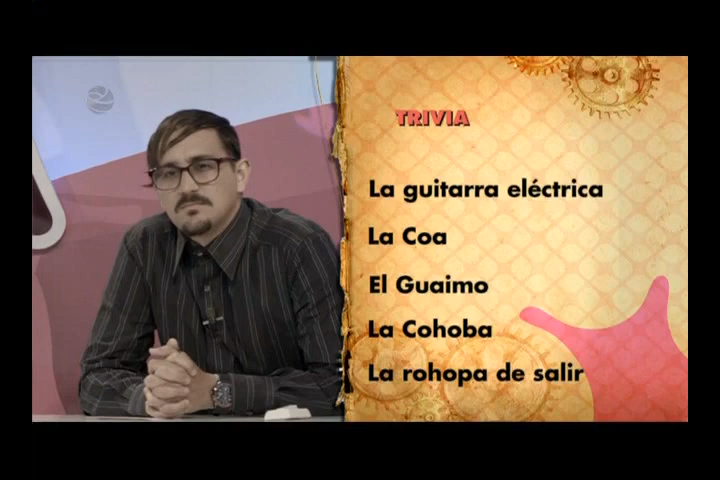 TRIVIA
La guitarra eléctrica
La Coa
El Guaimo
La Cohoba
La rohopa de salir